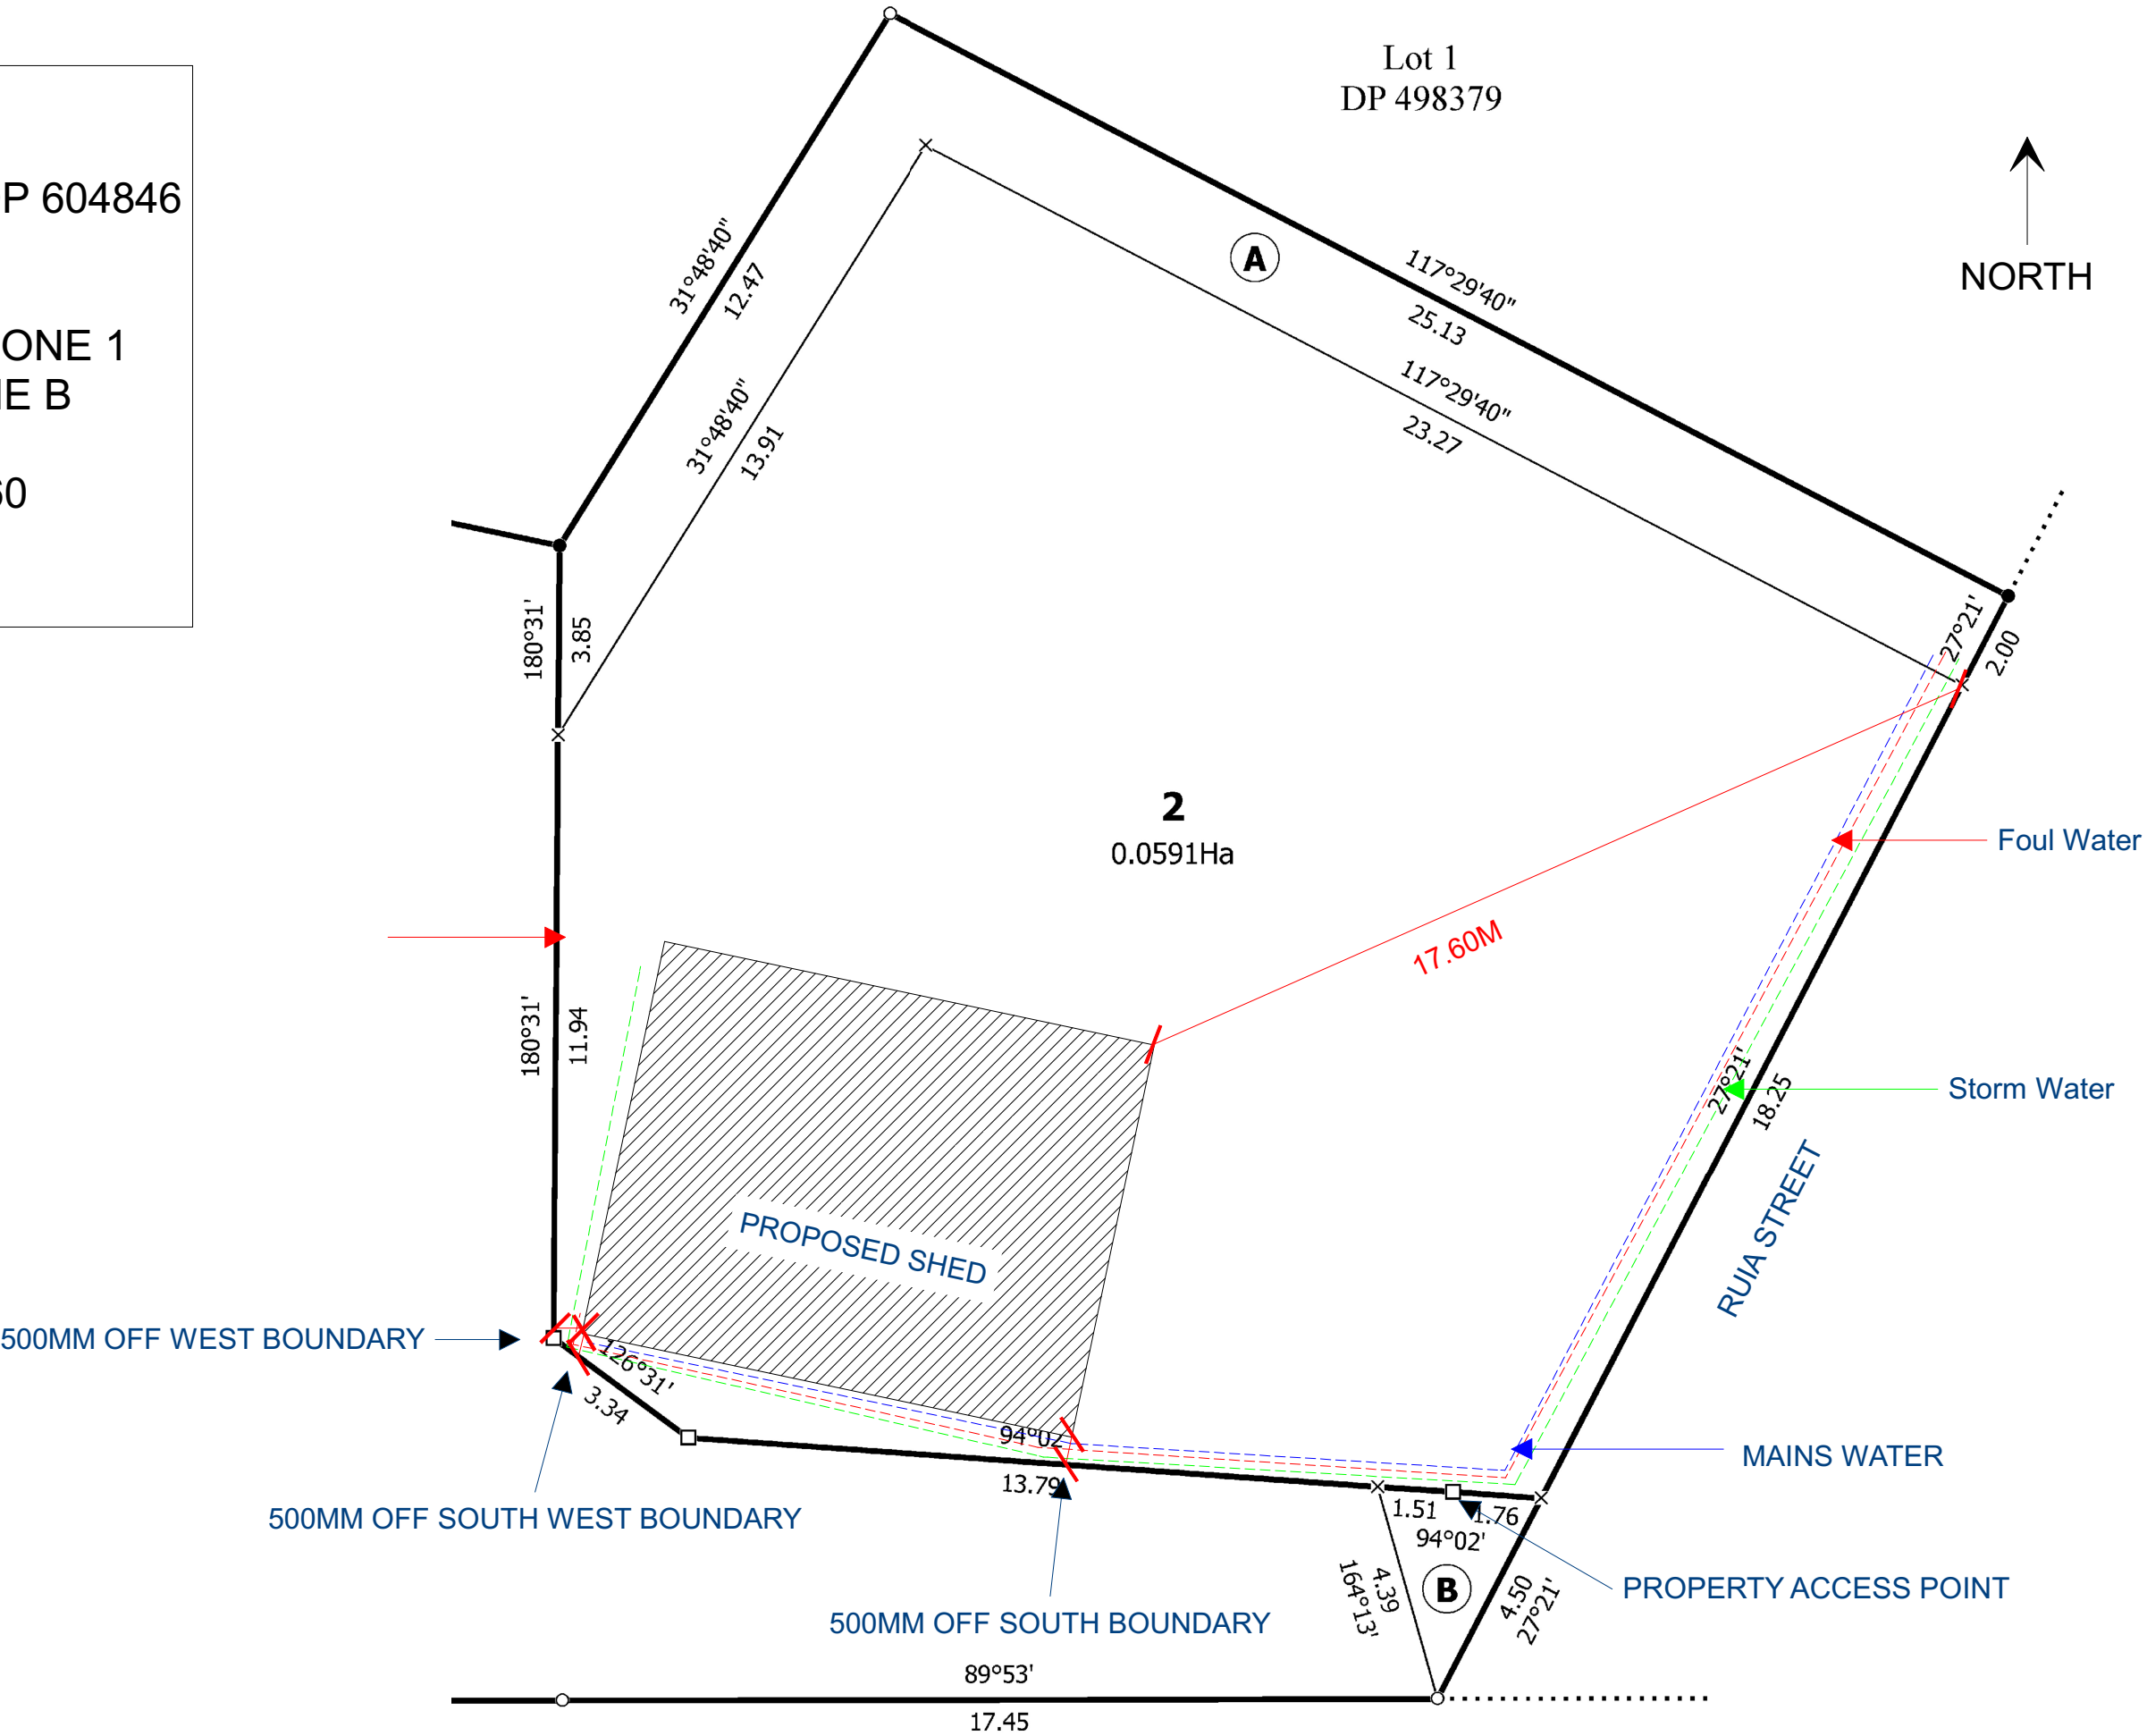 Lot 1
DP 498379
P 604846
ONE 1
E B
60
NORTH
A
31°48'40"
12.47
117°29'40"
25.13
31°48'40"
13.91
117°29'40"
23.27
180°31'
3.85
27°21'
2.00
2
0.0591Ha
Foul Water
17.60M
180°31'
11.94
27°21'
18.25
Storm Water
RUIA STREET
PROPOSED SHED
500MM OFF WEST BOUNDARY
126°31'
3.34
94°02'
13.79
MAINS WATER
1.51
1.76
94°02'
500MM OFF SOUTH WEST BOUNDARY
4.39
164°13'
B
4.50
27°21'
PROPERTY ACCESS POINT
500MM OFF SOUTH BOUNDARY
89°53'
17.45